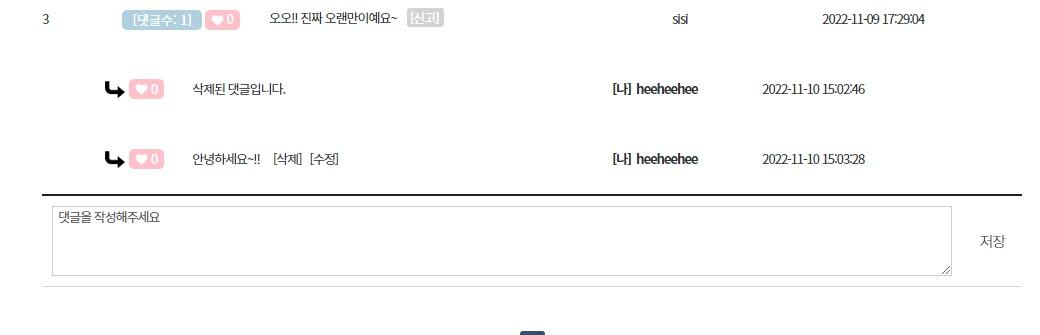 3 [댓글수: 1] 0 오오!! 진짜 오랜만이예요~ [신고] sisi 2022-11-09 17:29:04
0 삭제된 댓글입니다. [나] heeheehee 2022-11-10 15:02:46
0 안녕하세요~!! [삭제] [수정] [나] heeheehee 2022-11-10 15:03:28
댓글을 작성해주세요
저장